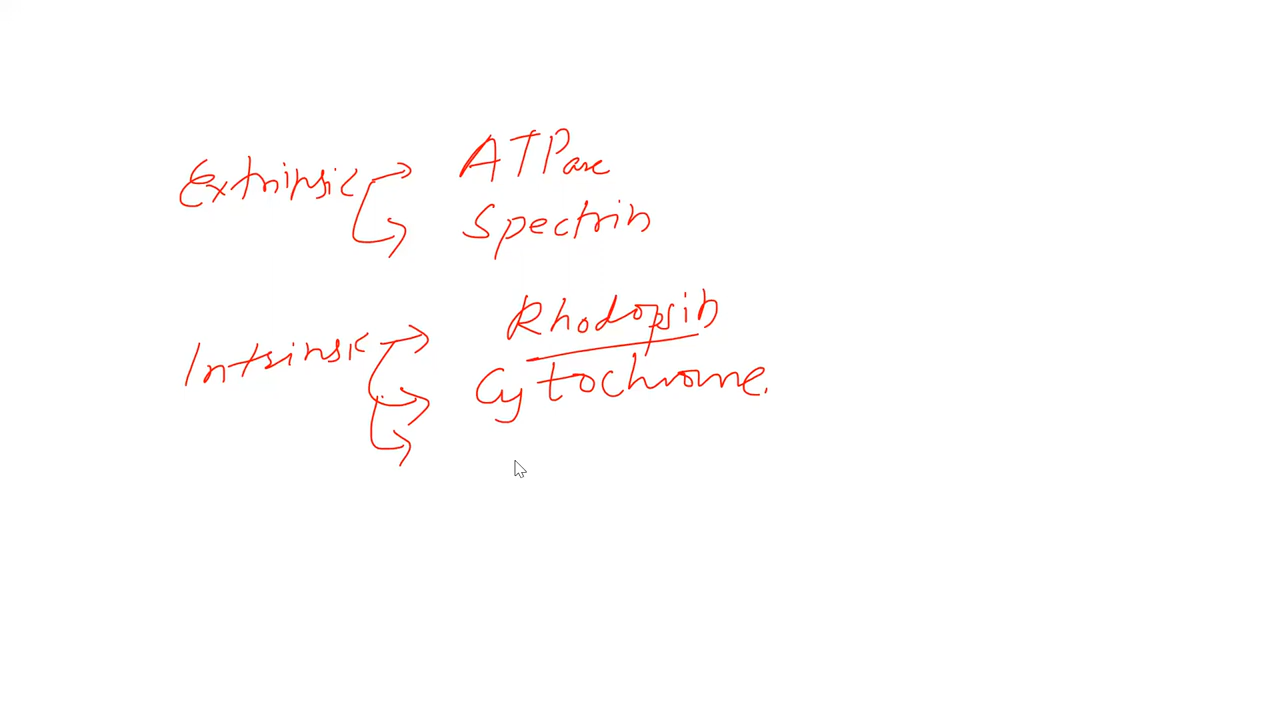 Extrinsic
ATPase
Spectrin
Intrinsic
Rhodopsin
Cytochrome.